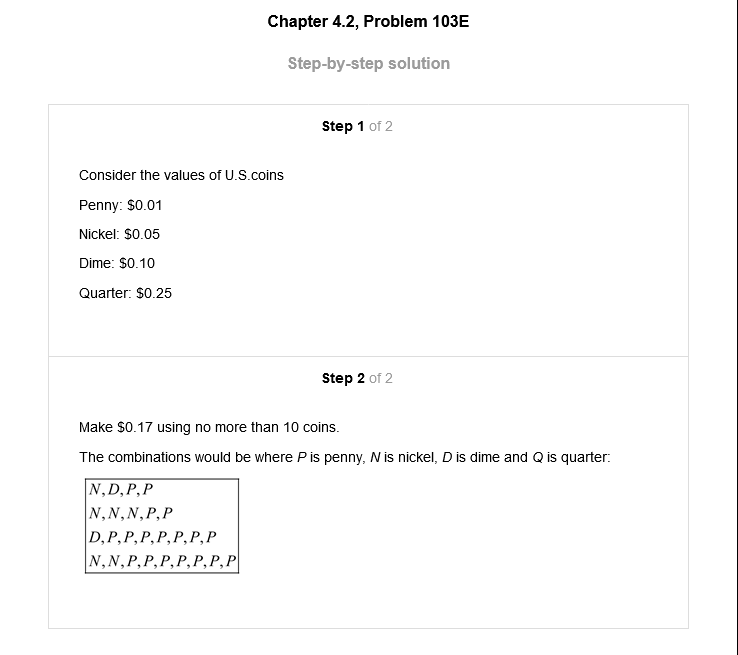 Chapter 4.2, Problem 103E
Step-by-step solution
Step 1 of 2
Consider the values of U.S.coins
Penny: $0.01
Nickel: $0.05
Dime: $0.10
Quarter: $0.25
Step 2 of 2
Make $0.17 using no more than 10 coins.
The combinations would be where P is penny, N is nickel, D is dime and Q is quarter:
N,D,P,P
N,N,N,P,P
D,P,P,P,P,P,P,P
N,N,P,P,P,P,P,P,P